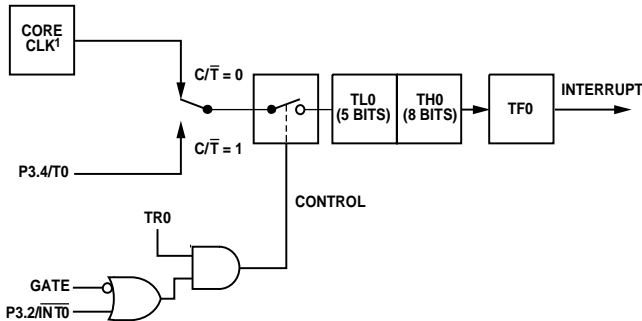 CORE
CLK1
C/T̅ = 0
C/T̅ = 1
P3.4/T0
TL0
(5 BITS)
TH0
(8 BITS)
TF0
INTERRUPT
CONTROL
TR0
GATE
P3.2/I̅N̅T̅0̅